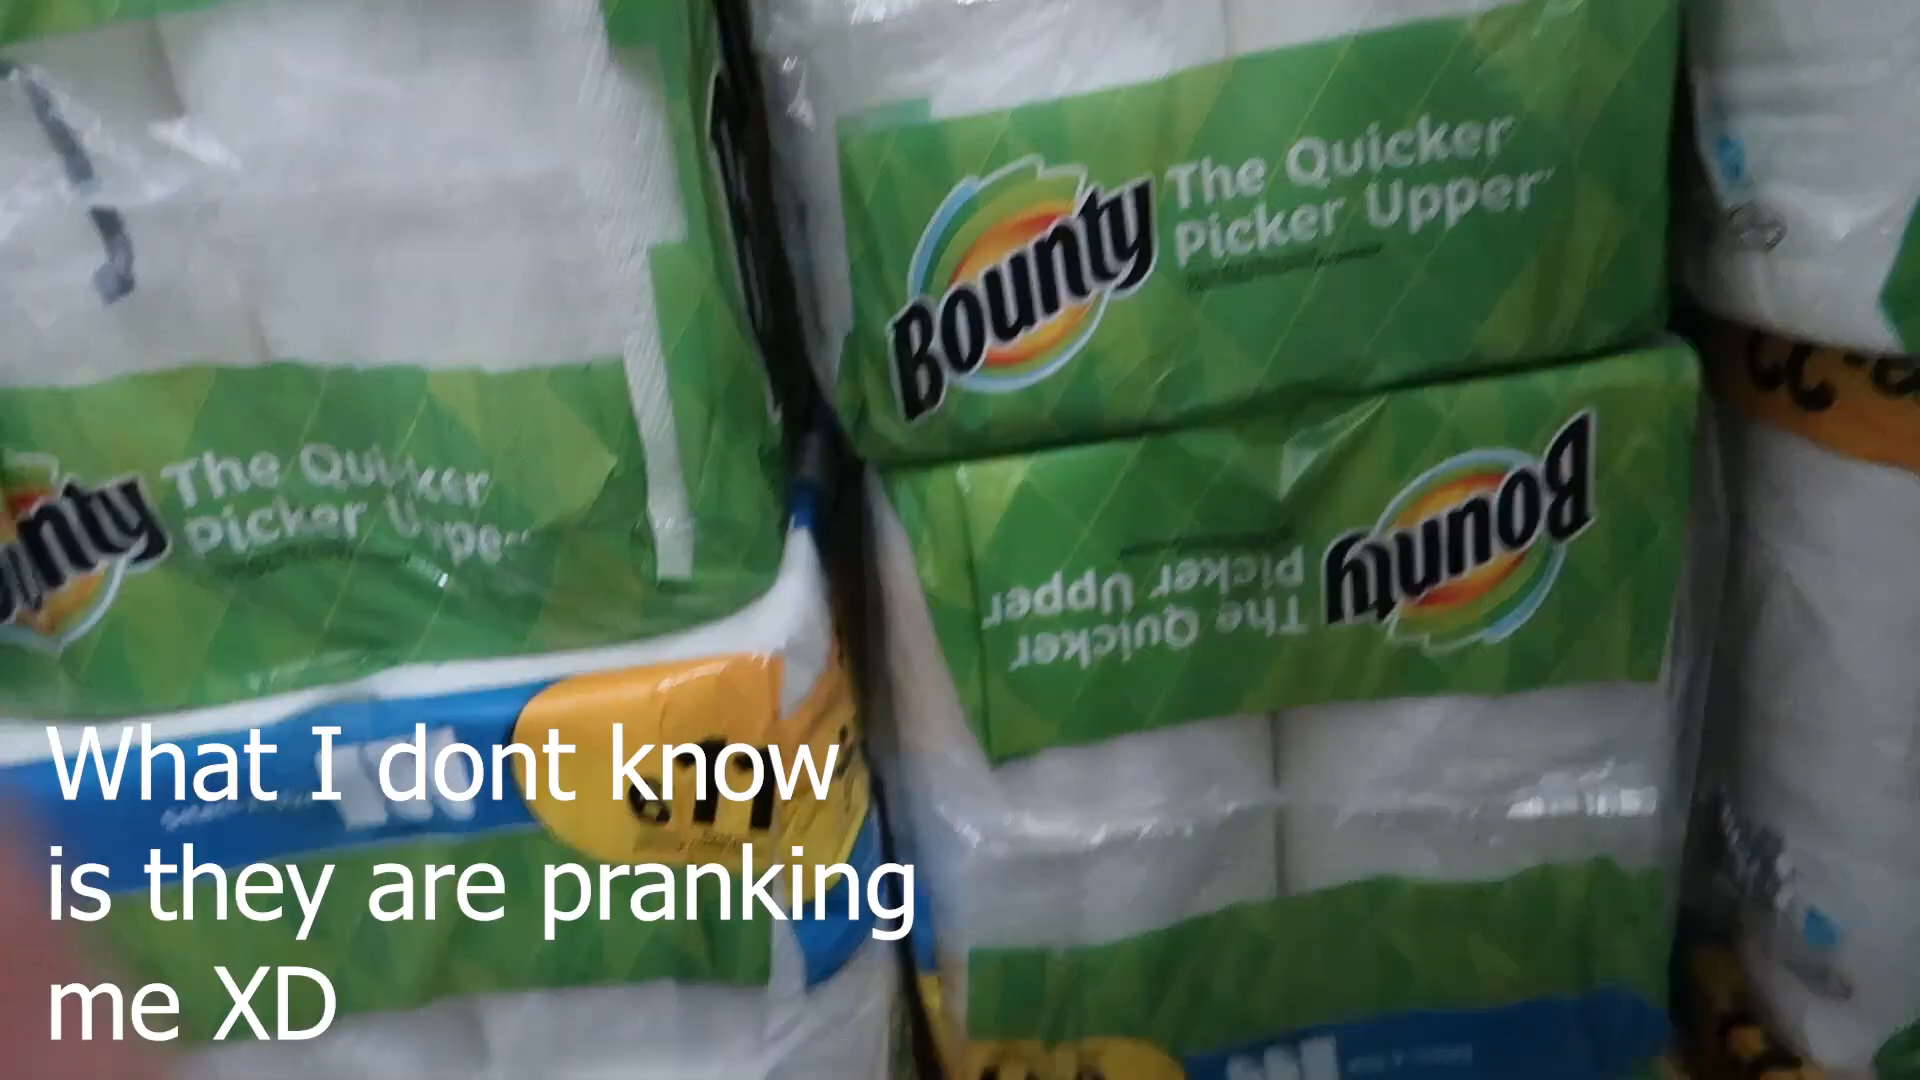 Bounty
The Quicker
Picker Upper
The Quicker
Picker Upper
Bounty
The Quicker
Picker Upper
What I dont know
is they are pranking
me XD